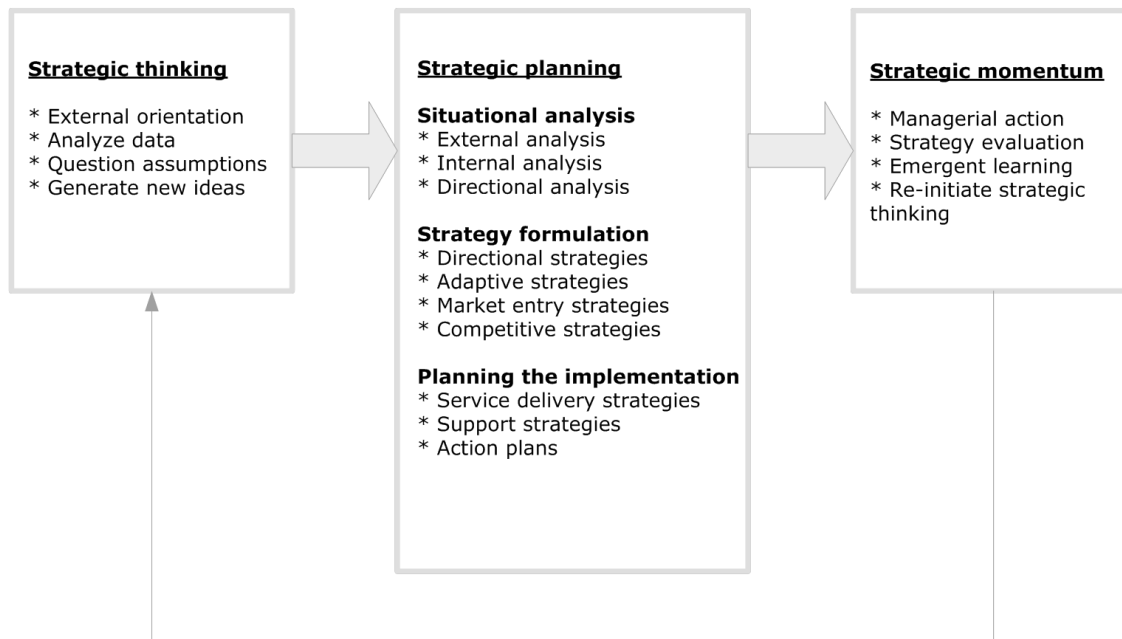 Strategic thinking
* External orientation
* Analyze data
* Question assumptions
* Generate new ideas
Strategic planning
Situational analysis
* External analysis
* Internal analysis
* Directional analysis
Strategy formulation
* Directional strategies
* Adaptive strategies
* Market entry strategies
* Competitive strategies
Planning the implementation
* Service delivery strategies
* Support strategies
* Action plans
Strategic momentum
* Managerial action
* Strategy evaluation
* Emergent learning
* Re-initiate strategic
thinking